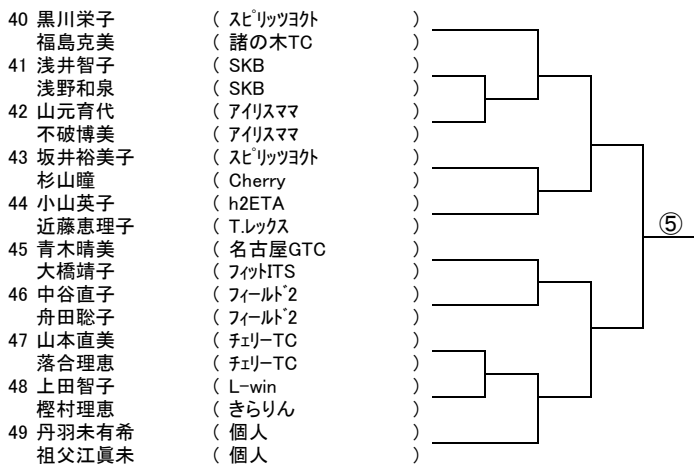 40 黒川栄子 ( ｽﾋﾟﾘｯﾂﾖｸﾄ )
福島克美 ( 諸の木TC )
41 浅井智子 ( SKB )
浅野和泉 ( SKB )
42 山元育代 ( ｱｲﾘｽﾏﾏ )
不破博美 ( ｱｲﾘｽﾏﾏ )
43 坂井裕美子 ( ｽﾋﾟﾘｯﾂﾖｸﾄ )
杉山瞳 ( Cherry )
44 小山英子 ( h2ETA )
近藤恵理子 ( T.ﾚｯｸｽ )
⑤
45 青木晴美 ( 名古屋GTC )
大橋靖子 ( ﾌｨｯﾄITS )
46 中谷直子 ( ﾌｨｰﾙﾄﾞ2 )
舟田聡子 ( ﾌｨｰﾙﾄﾞ2 )
47 山本直美 ( ﾁｪﾘｰTC )
落合理恵 ( ﾁｪﾘｰTC )
48 上田智子 ( L-win )
樫村理恵 ( きらりん )
49 丹羽未有希 ( 個人 )
祖父江眞未 ( 個人 )